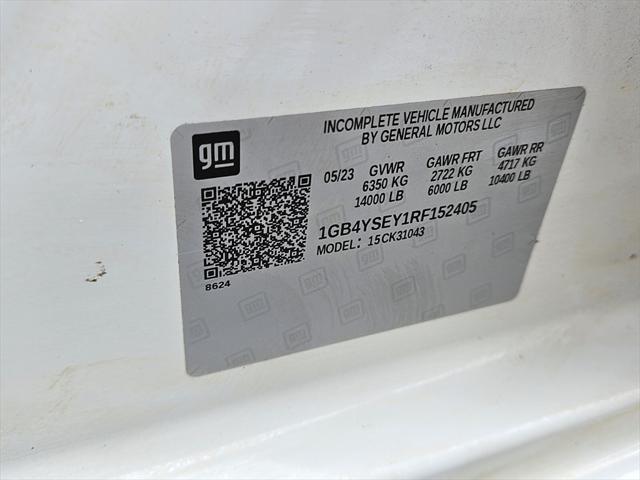 gm
INCOMPLETE VEHICLE MANUFACTURED
BY GENERAL MOTORS LLC
05/23 GVWR GAWR FRT GAWR RR
6350 KG 2722 KG 4717 KG
14000 LB 6000 LB 10400 LB
1GB4YSEY1RF152405
MODEL: 15CK31043
8624